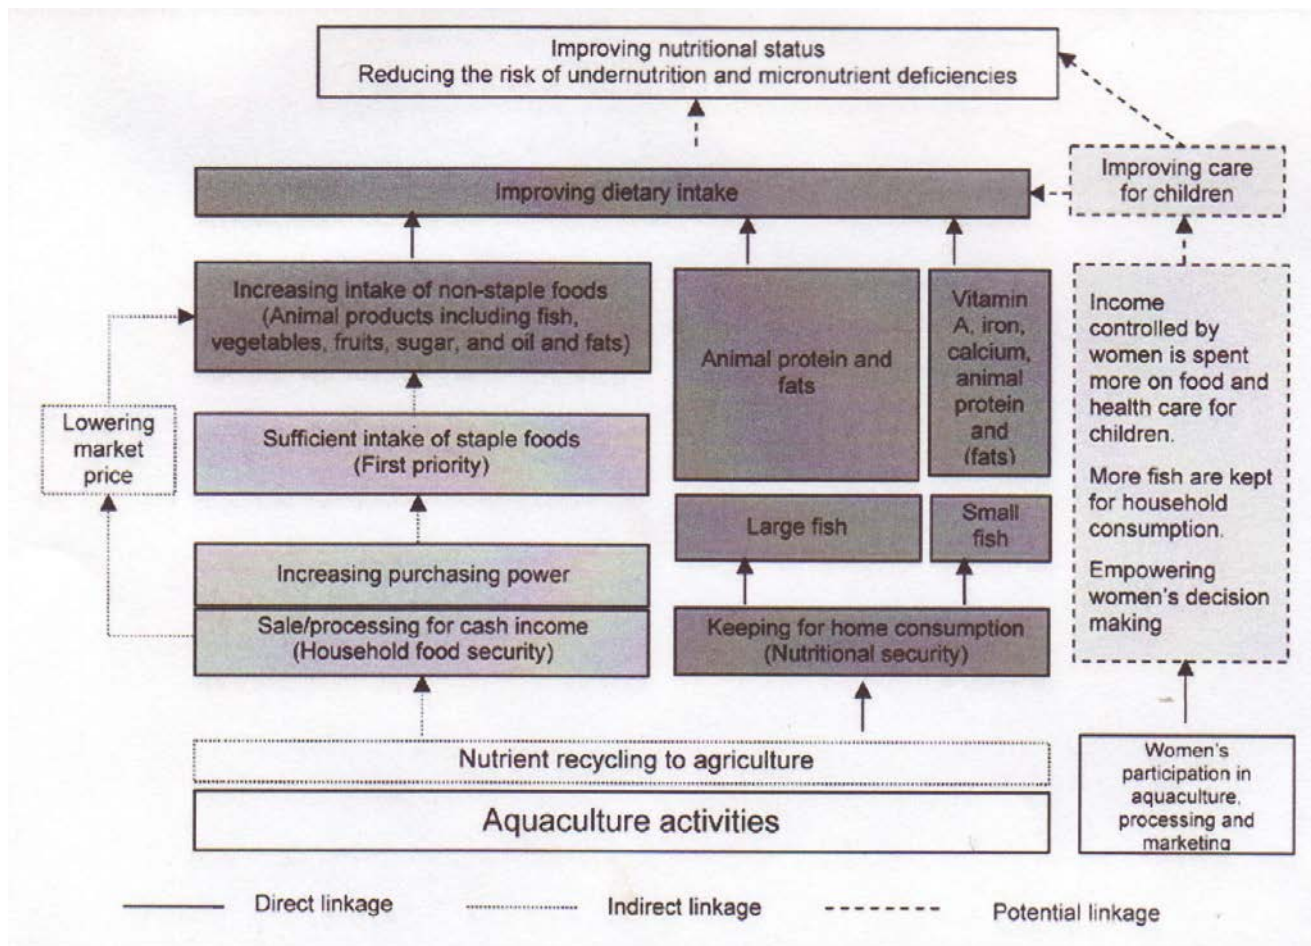 Improving nutritional status
Reducing the risk of undernutrition and micronutrient deficiencies
Improving care
for children
Improving dietary intake
Increasing intake of non-staple foods
(Animal products including fish,
vegetables, fruits, sugar, and oil and fats)
Animal protein and
fats
Vitamin
A, iron,
calcium,
animal
protein
and
(fats)
Income
controlled by
women is spent
more on food and
health care for
children.
More fish are kept
for household
consumption.
Empowering
women's decision
making
Lowering
market
price
Sufficient intake of staple foods
(First priority)
Large fish
Small
fish
Increasing purchasing power
Sale/processing for cash income
(Household food security)
Keeping for home consumption
(Nutritional security)
Nutrient recycling to agriculture
Aquaculture activities
Women's
participation in
aquaculture,
processing and
marketing
Direct linkage
Indirect linkage
Potential linkage